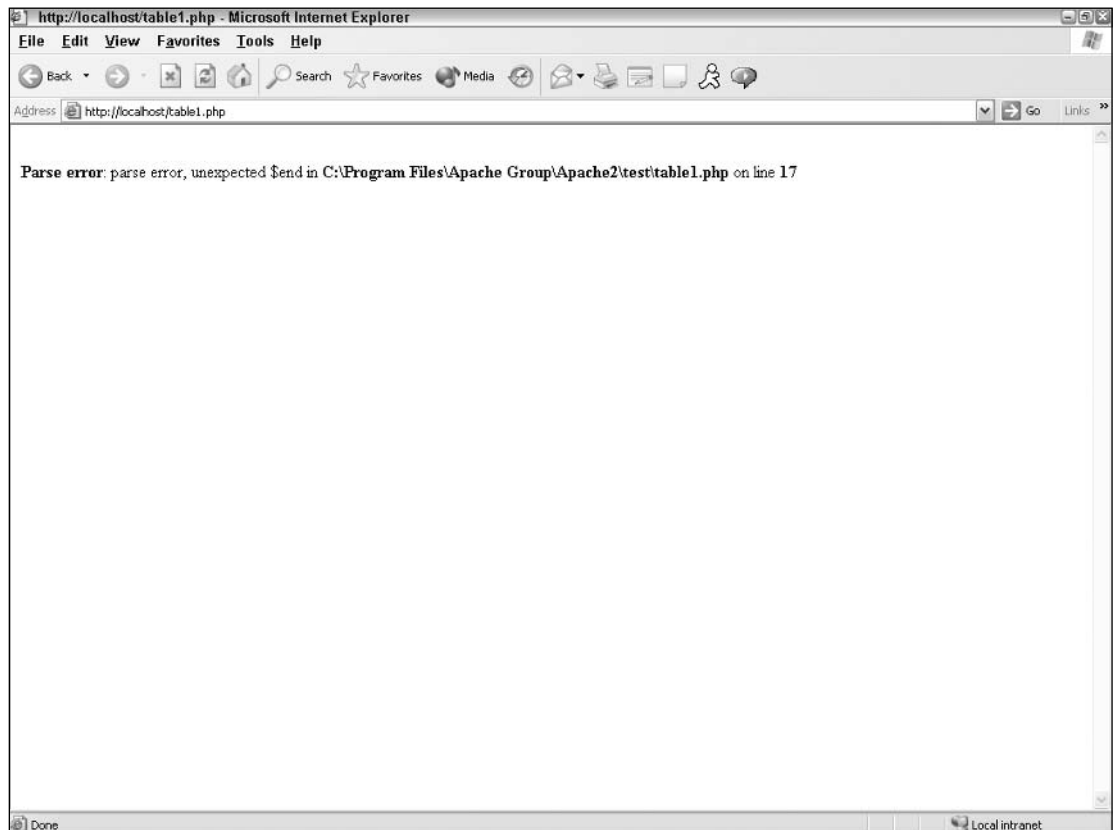 http://localhost/table1.php - Microsoft Internet Explorer
File Edit View Favorites Tools Help
Back Search Favorites Media
Address http://localhost/table1.php Go Links »
Parse error: parse error, unexpected $end in C:\Program Files\Apache Group\Apache2\test\table1.php on line 17
Done Local intranet